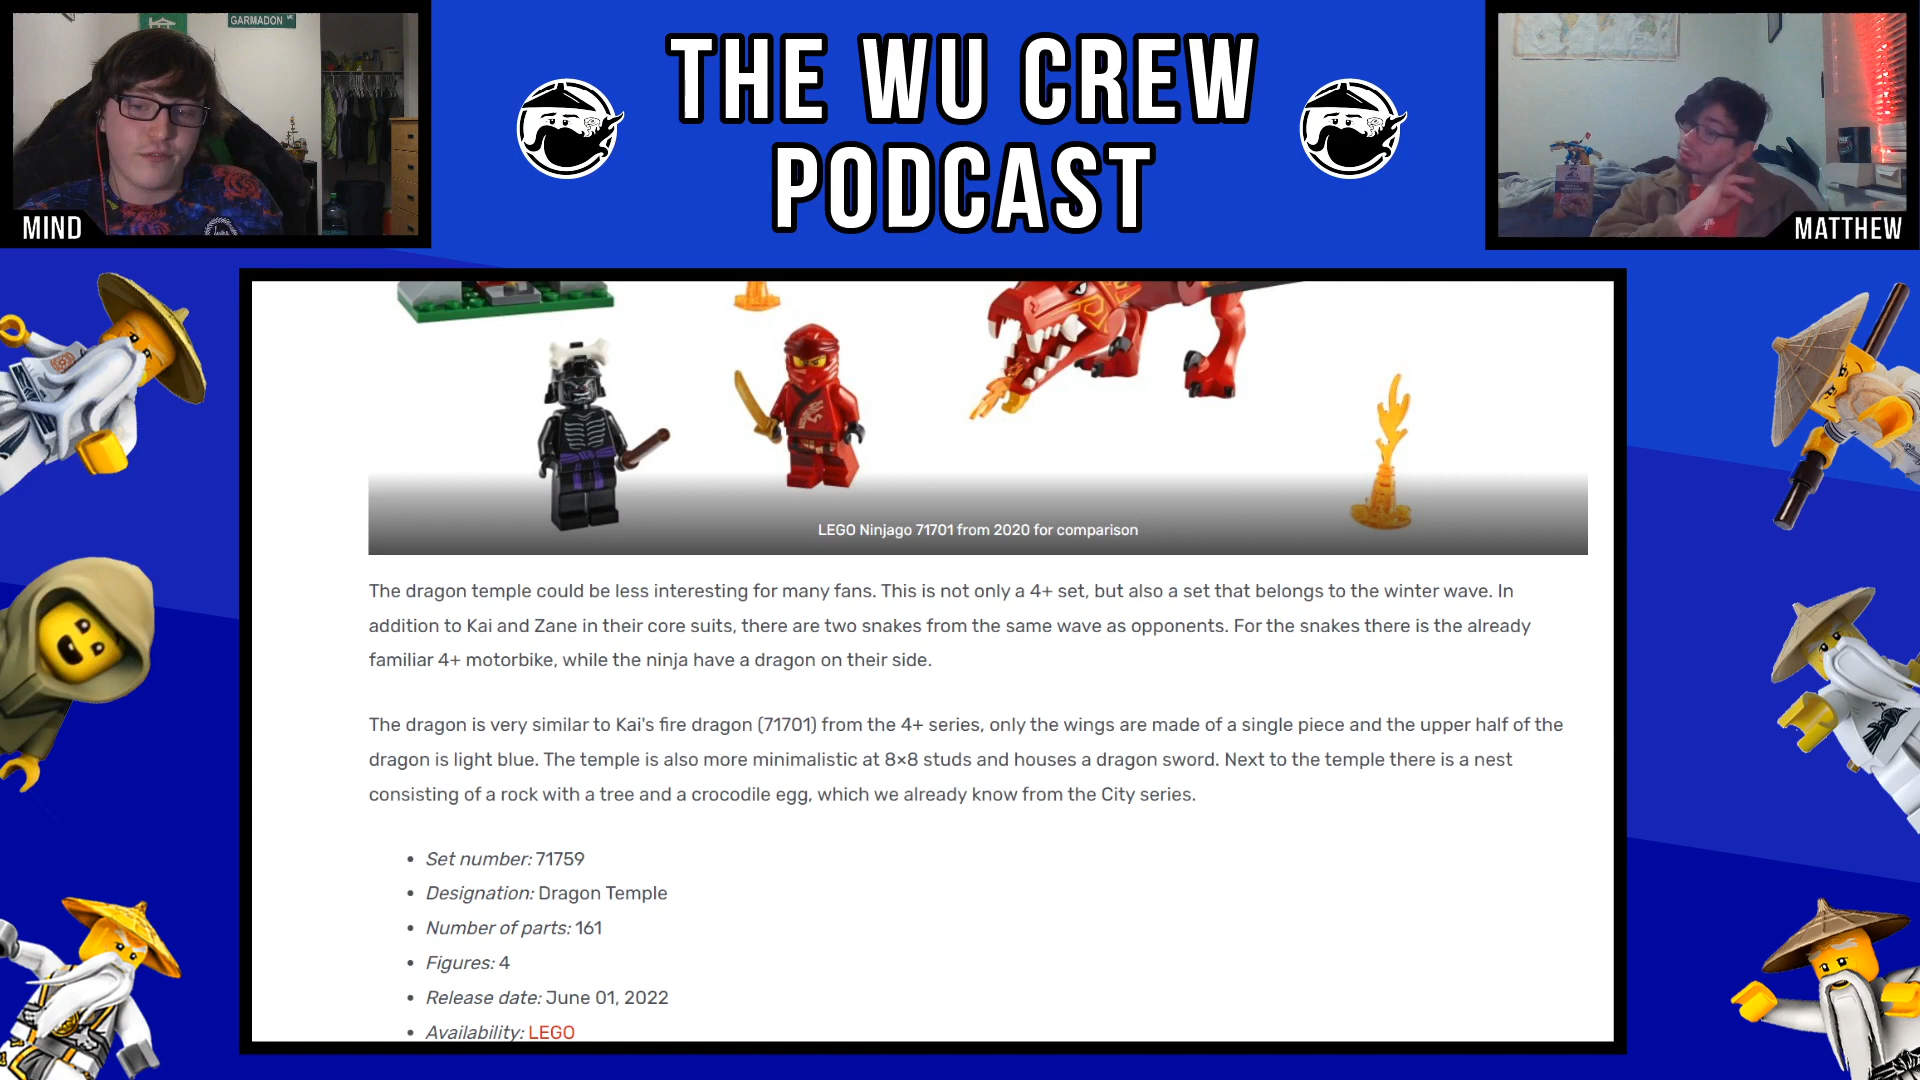 GARMADON
THE WU CREW
PODCAST
MIND
MATTHEW
LEGO Ninjago 71701 from 2020 for comparison
The dragon temple could be less interesting for many fans. This is not only a 4+ set, but also a set that belongs to the winter wave. In
addition to Kai and Zane in their core suits, there are two snakes from the same wave as opponents. For the snakes there is the already
familiar 4+ motorbike, while the ninja have a dragon on their side.
The dragon is very similar to Kai's fire dragon (71701) from the 4+ series, only the wings are made of a single piece and the upper half of the
dragon is light blue. The temple is also more minimalistic at 8×8 studs and houses a dragon sword. Next to the temple there is a nest
consisting of a rock with a tree and a crocodile egg, which we already know from the City series.
• Set number: 71759
• Designation: Dragon Temple
• Number of parts: 161
• Figures: 4
• Release date: June 01, 2022
• Availability: LEGO